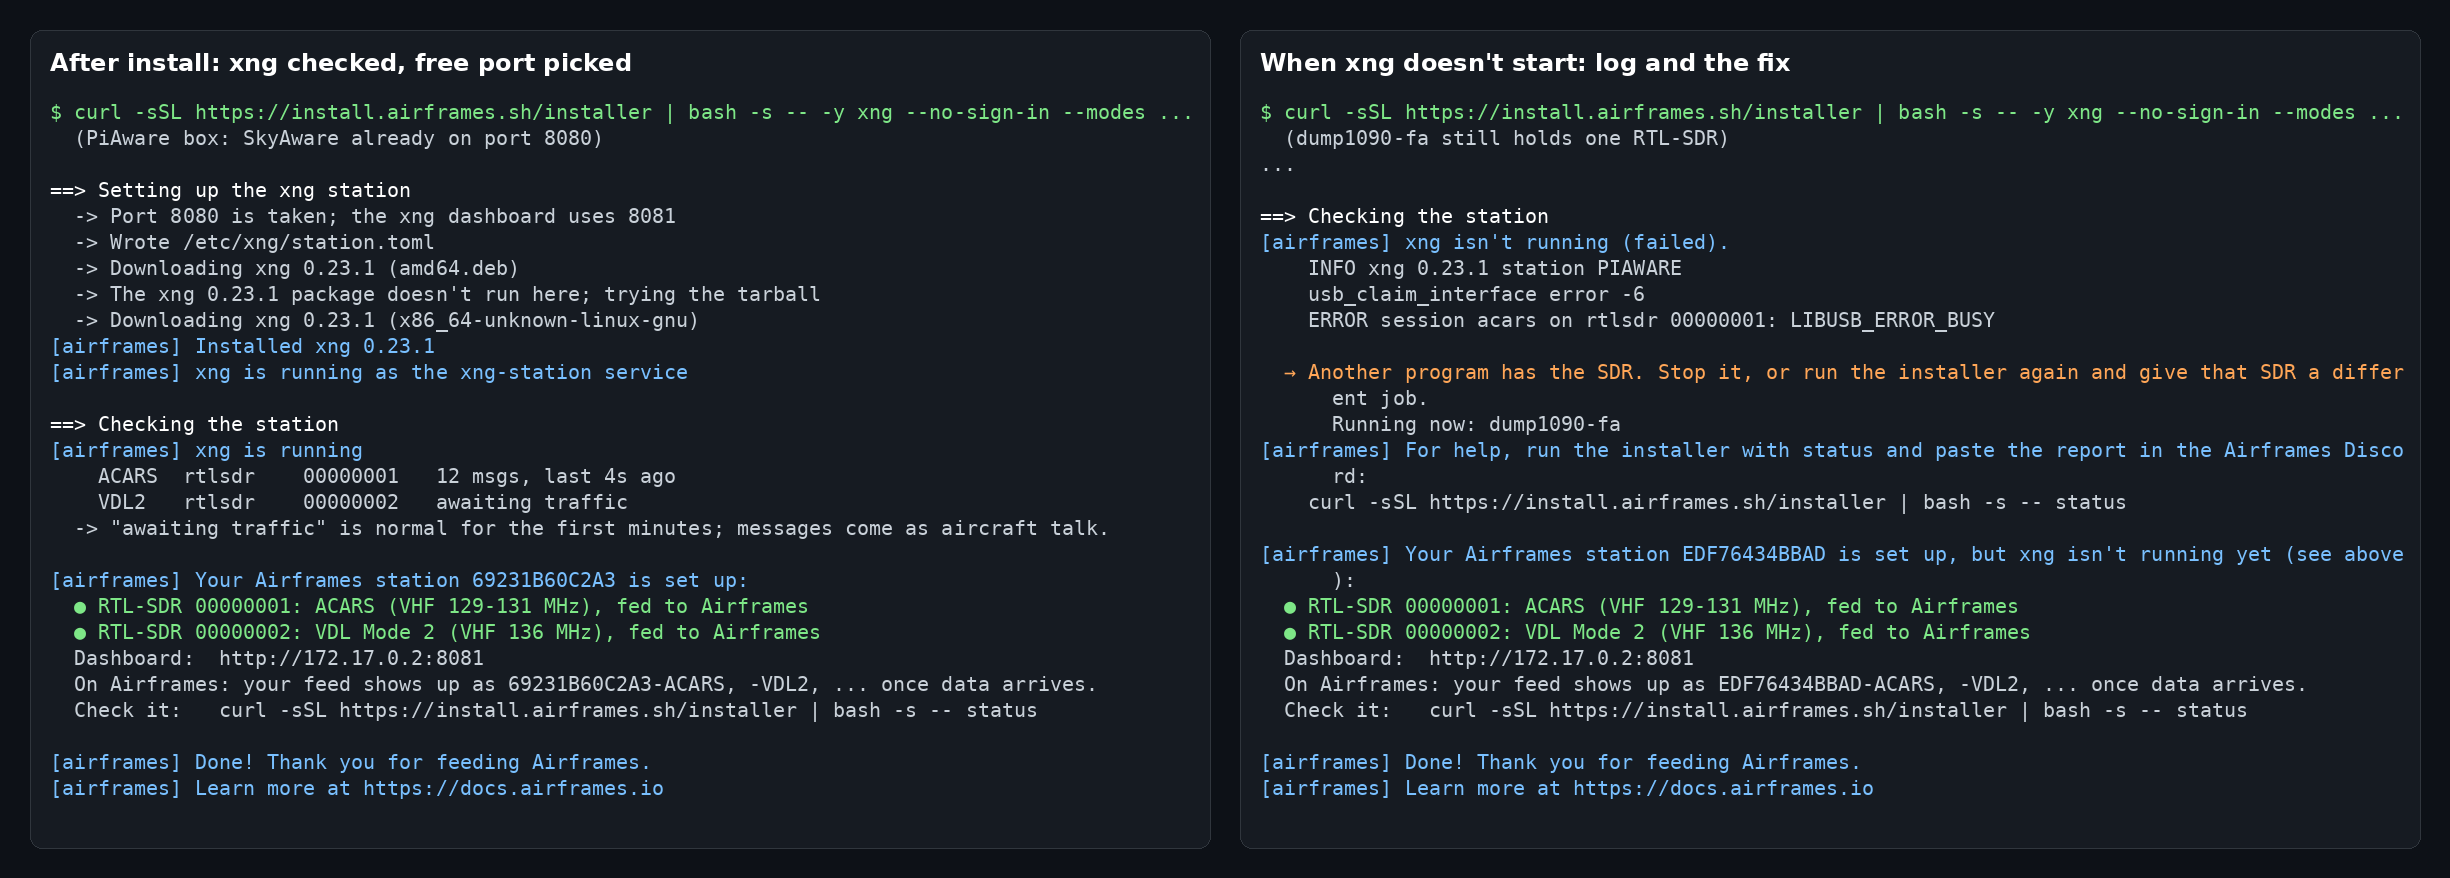 After install: xng checked, free port picked
$ curl -sSL https://install.airframes.sh/installer | bash -s -- -y xng --no-sign-in --modes ...
(PiAware box: SkyAware already on port 8080)
==> Setting up the xng station
-> Port 8080 is taken; the xng dashboard uses 8081
-> Wrote /etc/xng/station.toml
-> Downloading xng 0.23.1 (amd64.deb)
-> The xng 0.23.1 package doesn't run here; trying the tarball
-> Downloading xng 0.23.1 (x86_64-unknown-linux-gnu)
[airframes] Installed xng 0.23.1
[airframes] xng is running as the xng-station service
==> Checking the station
[airframes] xng is running
ACARS rtlsdr 00000001 12 msgs, last 4s ago
VDL2 rtlsdr 00000002 awaiting traffic
-> "awaiting traffic" is normal for the first minutes; messages come as aircraft talk.
[airframes] Your Airframes station 69231B60C2A3 is set up:
● RTL-SDR 00000001: ACARS (VHF 129-131 MHz), fed to Airframes
● RTL-SDR 00000002: VDL Mode 2 (VHF 136 MHz), fed to Airframes
Dashboard: http://172.17.0.2:8081
On Airframes: your feed shows up as 69231B60C2A3-ACARS, -VDL2, ... once data arrives.
Check it: curl -sSL https://install.airframes.sh/installer | bash -s -- status
[airframes] Done! Thank you for feeding Airframes.
[airframes] Learn more at https://docs.airframes.io
When xng doesn't start: log and the fix
$ curl -sSL https://install.airframes.sh/installer | bash -s -- -y xng --no-sign-in --modes ...
(dump1090-fa still holds one RTL-SDR)
...
==> Checking the station
[airframes] xng isn't running (failed).
INFO xng 0.23.1 station PIAWARE
usb_claim_interface error -6
ERROR session acars on rtlsdr 00000001: LIBUSB_ERROR_BUSY
→ Another program has the SDR. Stop it, or run the installer again and give that SDR a differ
ent job.
Running now: dump1090-fa
[airframes] For help, run the installer with status and paste the report in the Airframes Disco
rd:
curl -sSL https://install.airframes.sh/installer | bash -s -- status
[airframes] Your Airframes station EDF76434BBAD is set up, but xng isn't running yet (see above
):
● RTL-SDR 00000001: ACARS (VHF 129-131 MHz), fed to Airframes
● RTL-SDR 00000002: VDL Mode 2 (VHF 136 MHz), fed to Airframes
Dashboard: http://172.17.0.2:8081
On Airframes: your feed shows up as EDF76434BBAD-ACARS, -VDL2, ... once data arrives.
Check it: curl -sSL https://install.airframes.sh/installer | bash -s -- status
[airframes] Done! Thank you for feeding Airframes.
[airframes] Learn more at https://docs.airframes.io